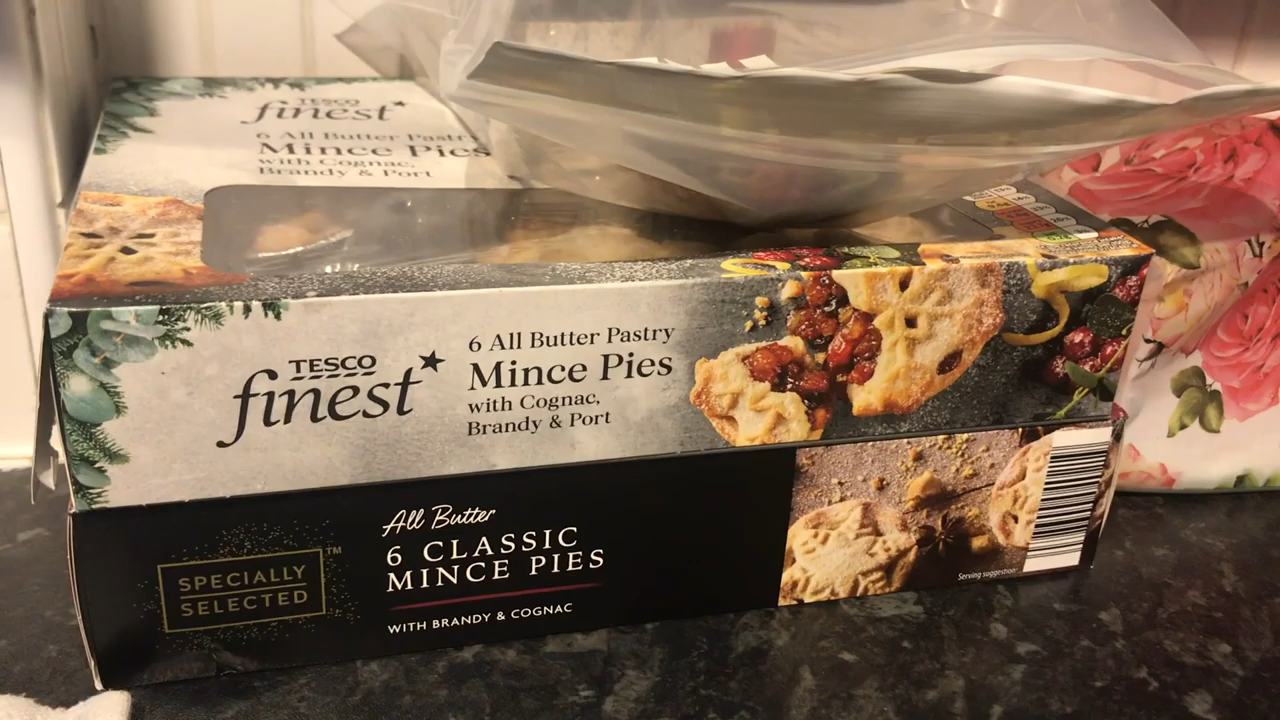 TESCO
finest
6 All Butter Pastry
Mince Pies
with Cognac,
Brandy & Port
TESCO
finest
6 All Butter Pastry
Mince Pies
with Cognac,
Brandy & Port
SPECIALLY
SELECTED
TM
All Butter
6 CLASSIC
MINCE PIES
WITH BRANDY & COGNAC
Serving suggestion